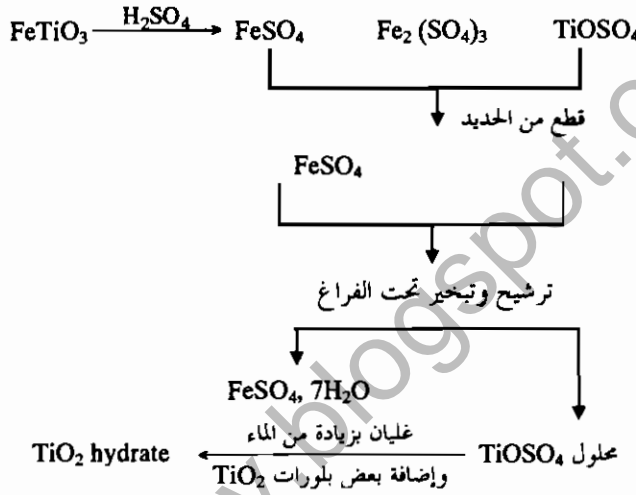 FeTiO₃ H₂SO₄ FeSO₄ Fe₂ (SO₄)₃ TiOSO₄
قطع من الحديد
FeSO₄
ترشيح وتبخير تحت الفراغ
FeSO₄, 7H₂O
غليان بزيادة من الماء
TiO₂ hydrate محلول TiOSO₄
وإضافة بعض بلورات TiO₂
.blogspot.